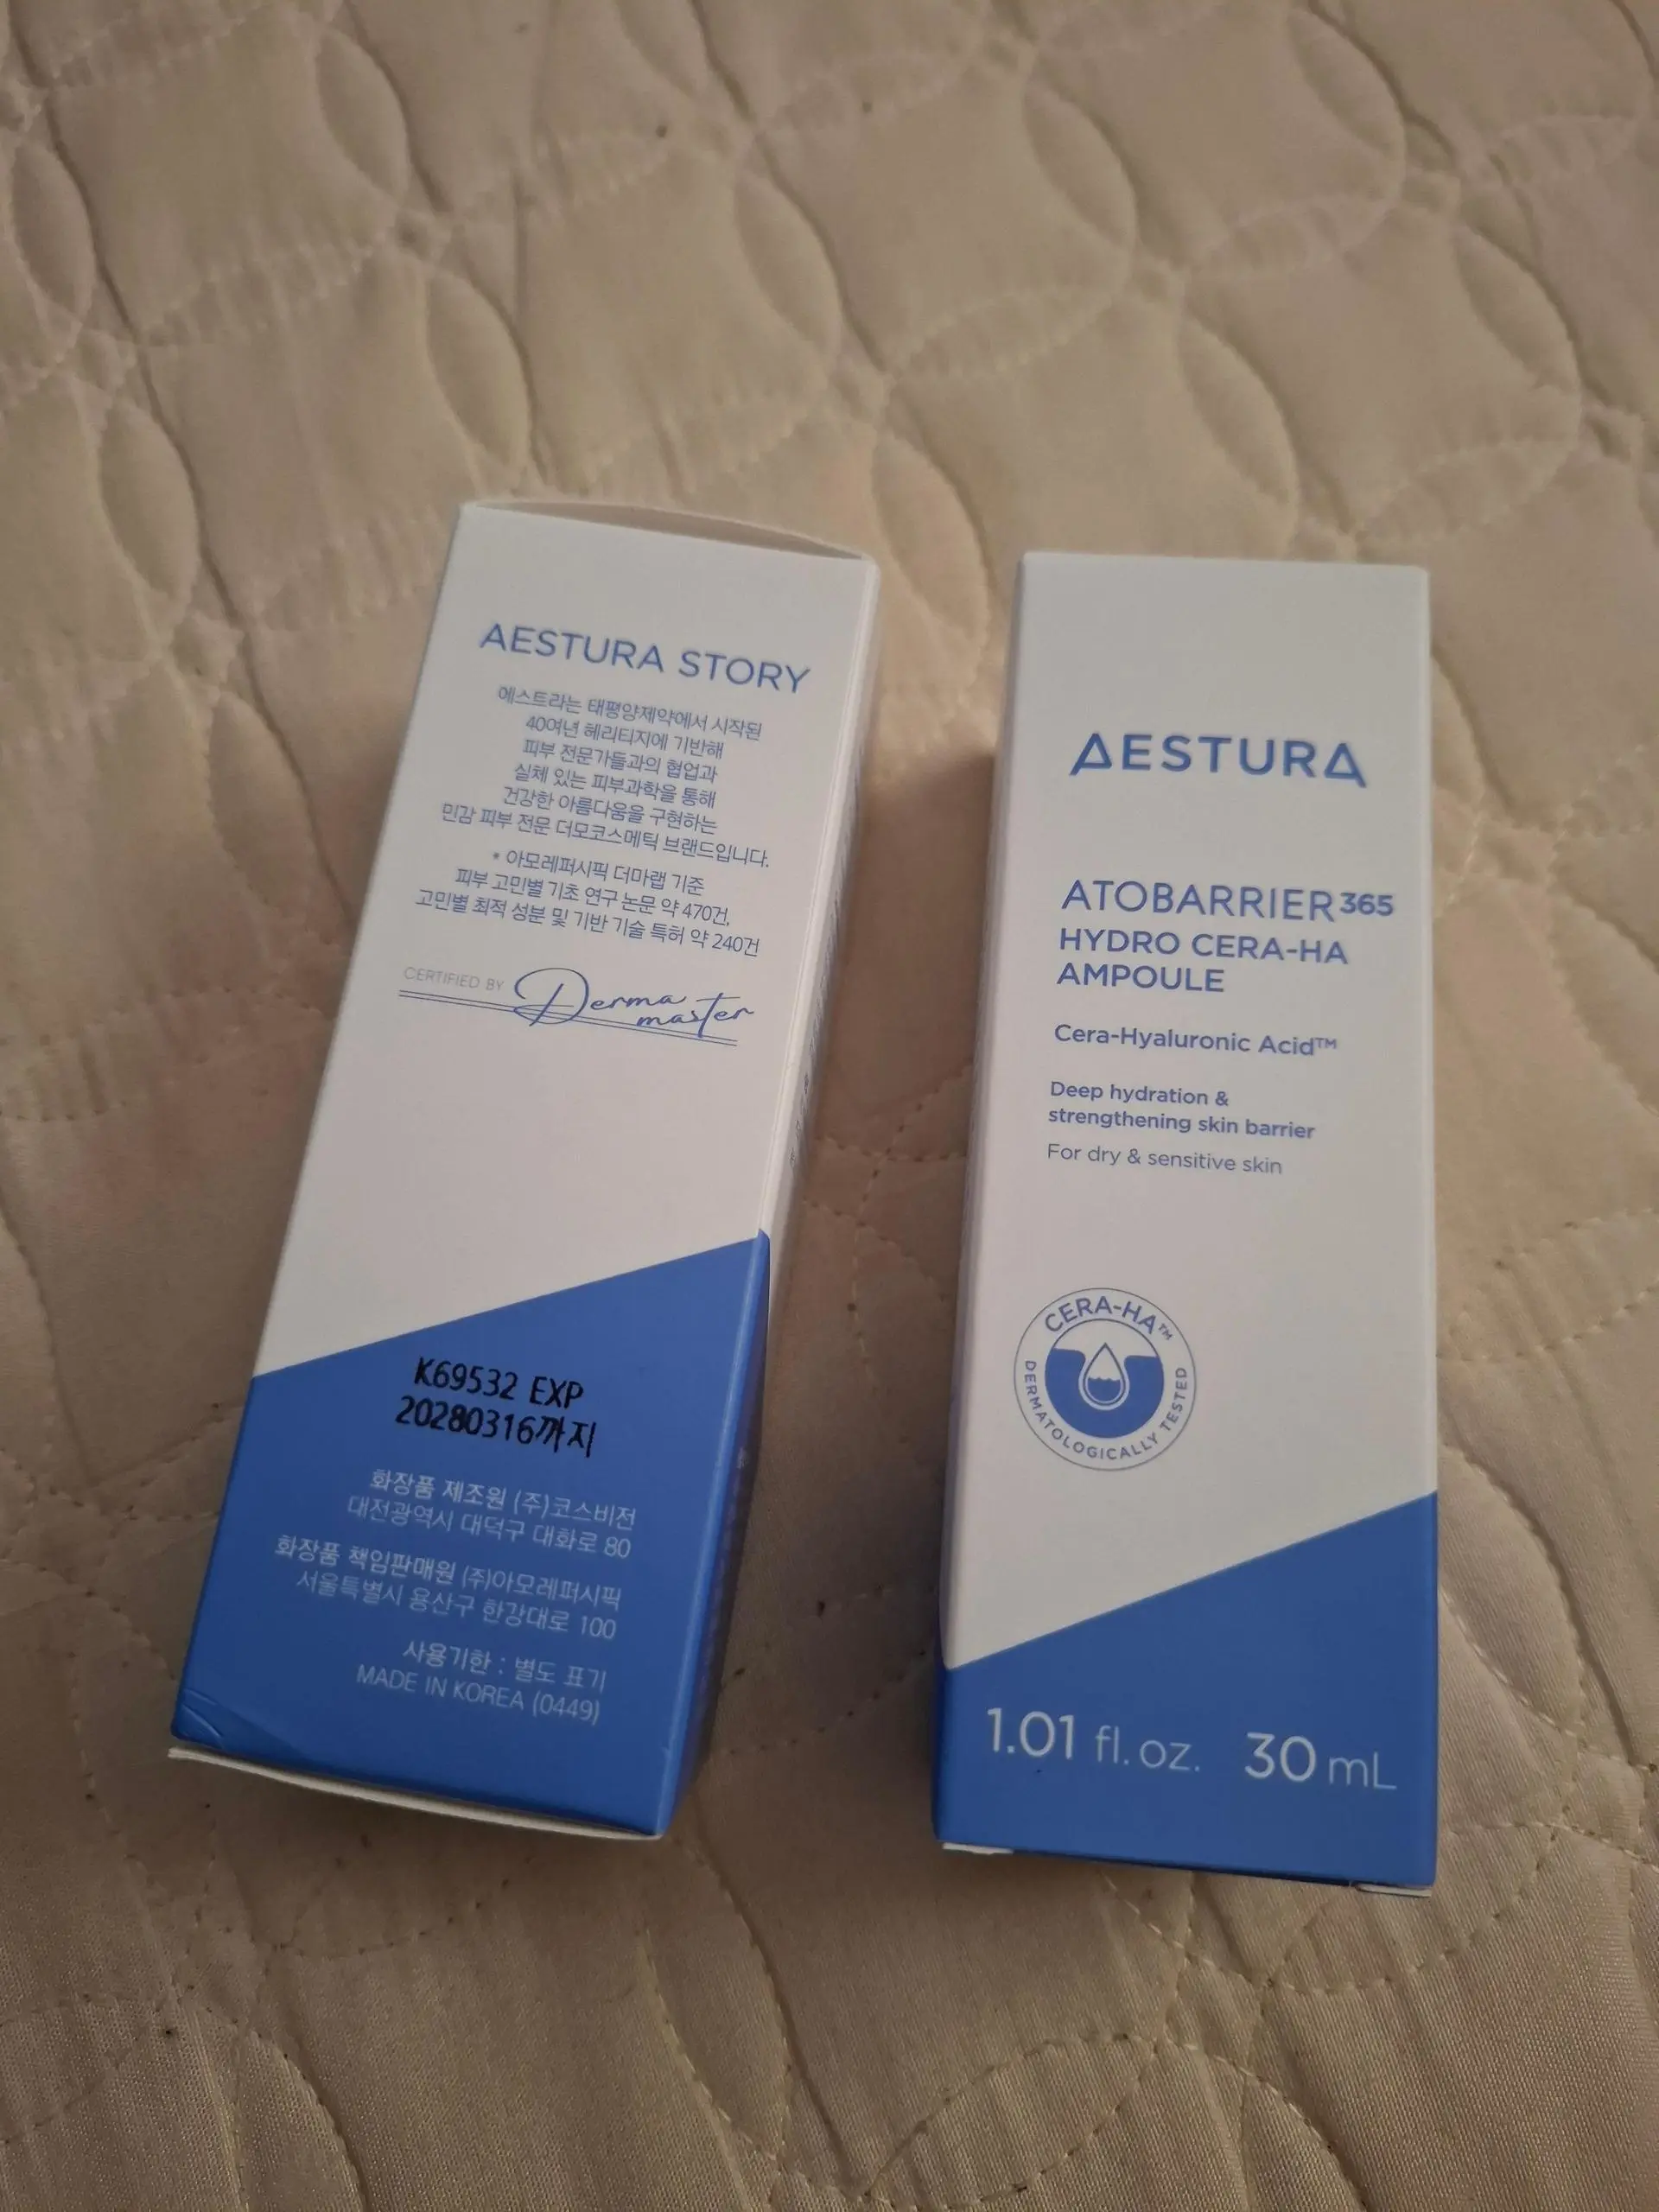 AESTURA STORY
에스트라는 태평양제약에서 시작된
40여년 헤리티지에 기반해
피부 전문가들과의 협업과
실체 있는 피부과학을 통해
건강한 아름다움을 구현하는
민감 피부 전문 더모코스메틱 브랜드입니다.
* 아모레퍼시픽 더마랩 기준
피부 고민별 기초 연구 논문 약 470건,
고민별 최적 성분 및 기반 기술 특허 약 240건
CERTIFIED BY Derma
master
K69532 EXP
20280316까지
화장품 제조원 (주)코스비전
대전광역시 대덕구 대화로 80
화장품 책임판매원 (주)아모레퍼시픽
서울특별시 용산구 한강대로 100
사용기한 : 별도 표기
MADE IN KOREA (0449)
AESTURA
ATOBARRIER365
HYDRO CERA-HA
AMPOULE
Cera-Hyaluronic Acid™
Deep hydration &
strengthening skin barrier
For dry & sensitive skin
CERA-HA™
DERMATOLOGICALLY TESTED
1.01 fl. oz. 30 mL